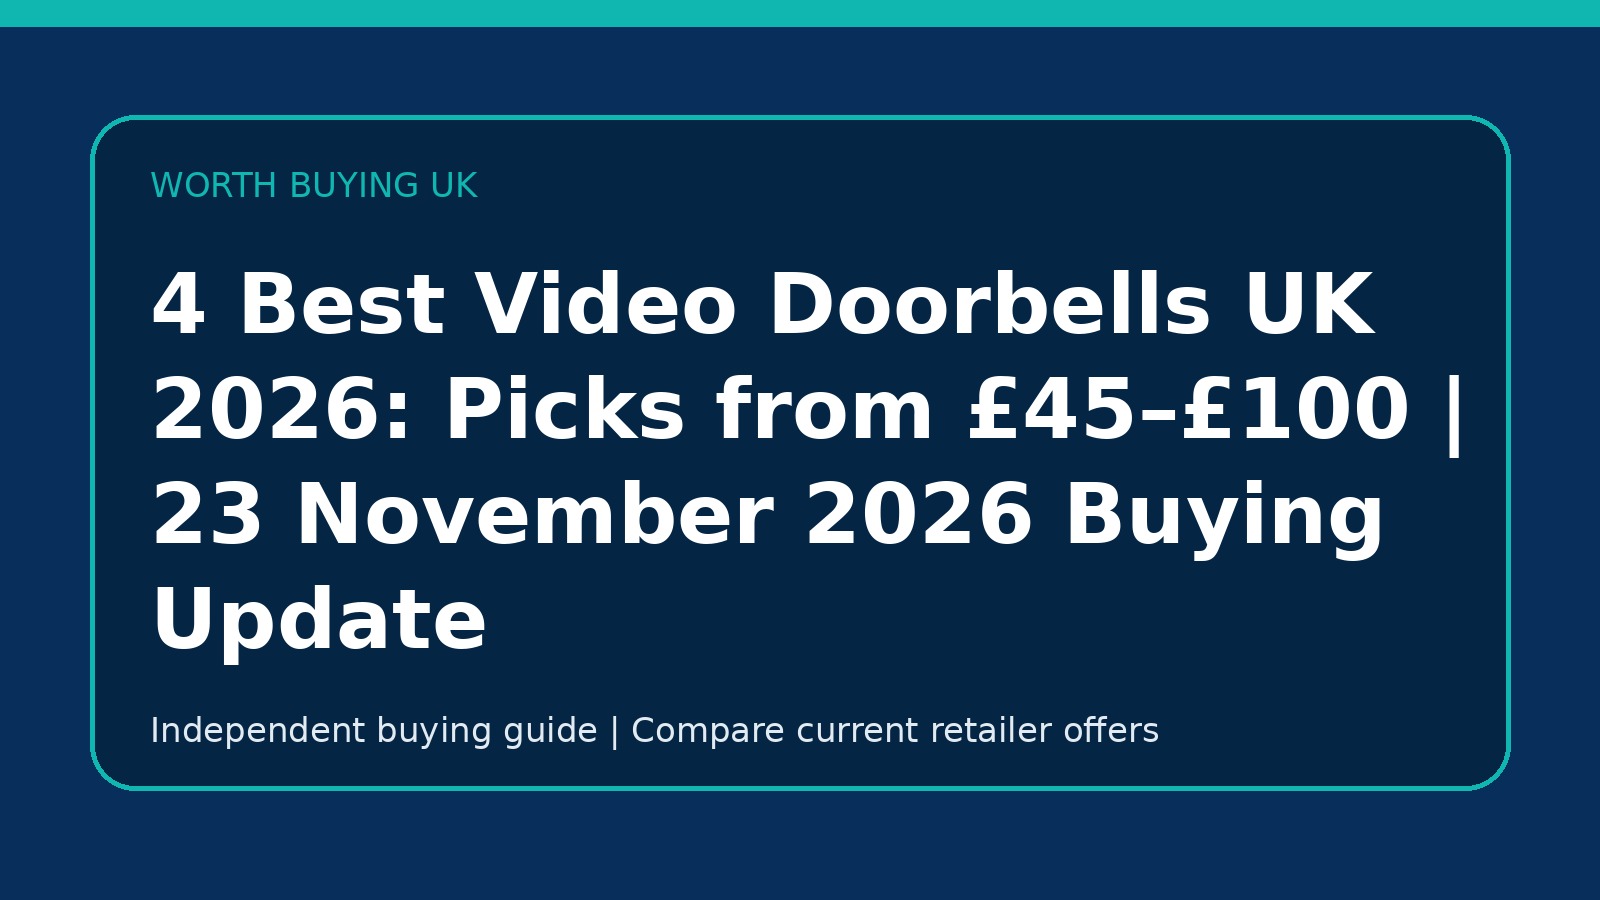 WORTH BUYING UK
4 Best Video Doorbells UK
2026: Picks from £45–£100 |
23 November 2026 Buying
Update
Independent buying guide | Compare current retailer offers